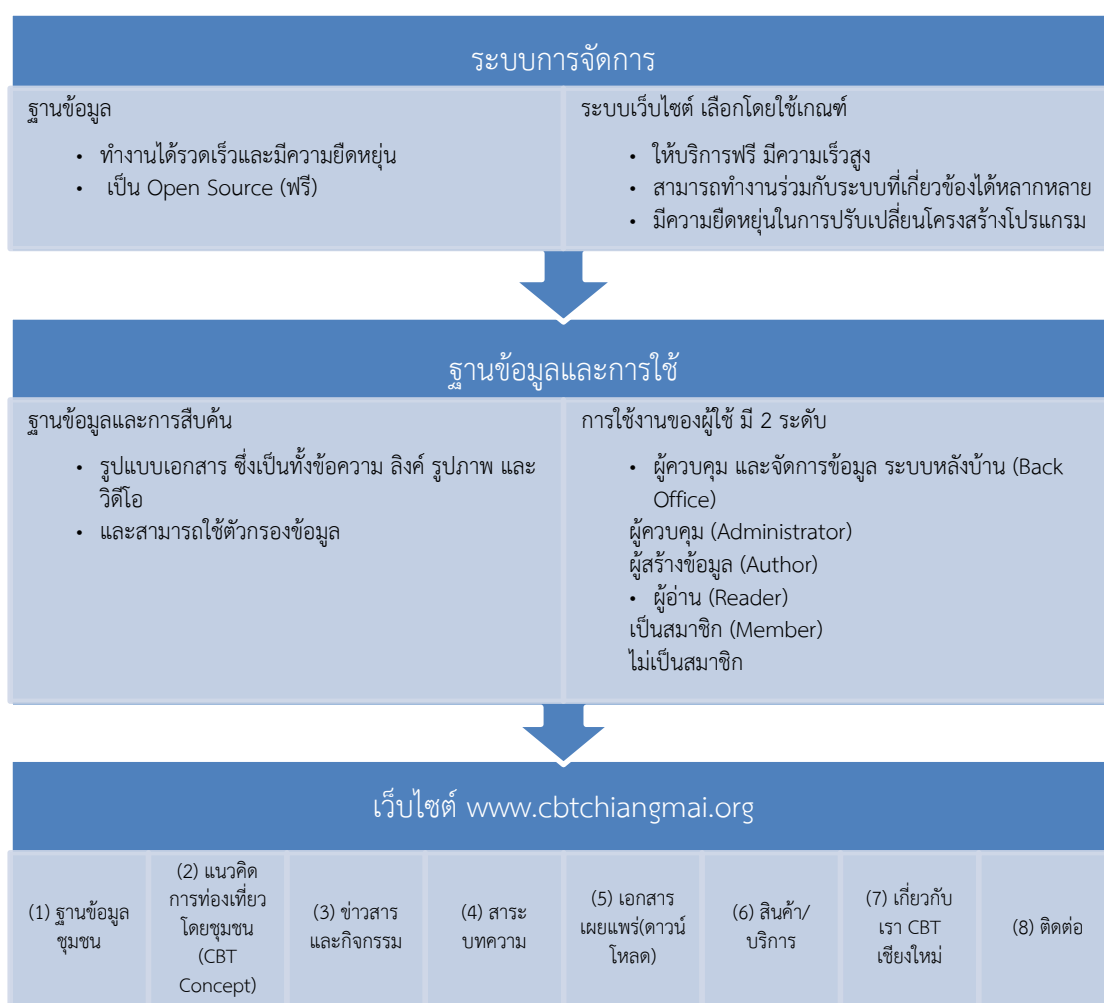 ระบบการจัดการ
ฐานข้อมูล
• ทำงานได้รวดเร็วและมีความยืดหยุ่น
• เป็น Open Source (ฟรี)
ระบบเว็บไซต์ เลือกโดยใช้เกณฑ์
• ให้บริการฟรี มีความเร็วสูง
• สามารถทำงานร่วมกับระบบที่เกี่ยวข้องได้หลากหลาย
• มีความยืดหยุ่นในการปรับเปลี่ยนโครงสร้างโปรแกรม
ฐานข้อมูลและการใช้
ฐานข้อมูลและการสืบค้น
• รูปแบบเอกสาร ซึ่งเป็นทั้งข้อความ ลิงค์ รูปภาพ และ
วิดีโอ
• และสามารถใช้ตัวกรองข้อมูล
การใช้งานของผู้ใช้ มี 2 ระดับ
• ผู้ควบคุม และจัดการข้อมูล ระบบหลังบ้าน (Back
Office)
ผู้ควบคุม (Administrator)
ผู้สร้างข้อมูล (Author)
• ผู้อ่าน (Reader)
เป็นสมาชิก (Member)
ไม่เป็นสมาชิก
เว็บไซต์ www.cbtchiangmai.org
(1) ฐานข้อมูล
ชุมชน
(2) แนวคิด
การท่องเที่ยว
โดยชุมชน
(CBT
Concept)
(3) ข่าวสาร
และกิจกรรม
(4) สาระ
บทความ
(5) เอกสาร
เผยแพร่(ดาวน์
โหลด)
(6) สินค้า/
บริการ
(7) เกี่ยวกับ
เรา CBT
เชียงใหม่
(8) ติดต่อ